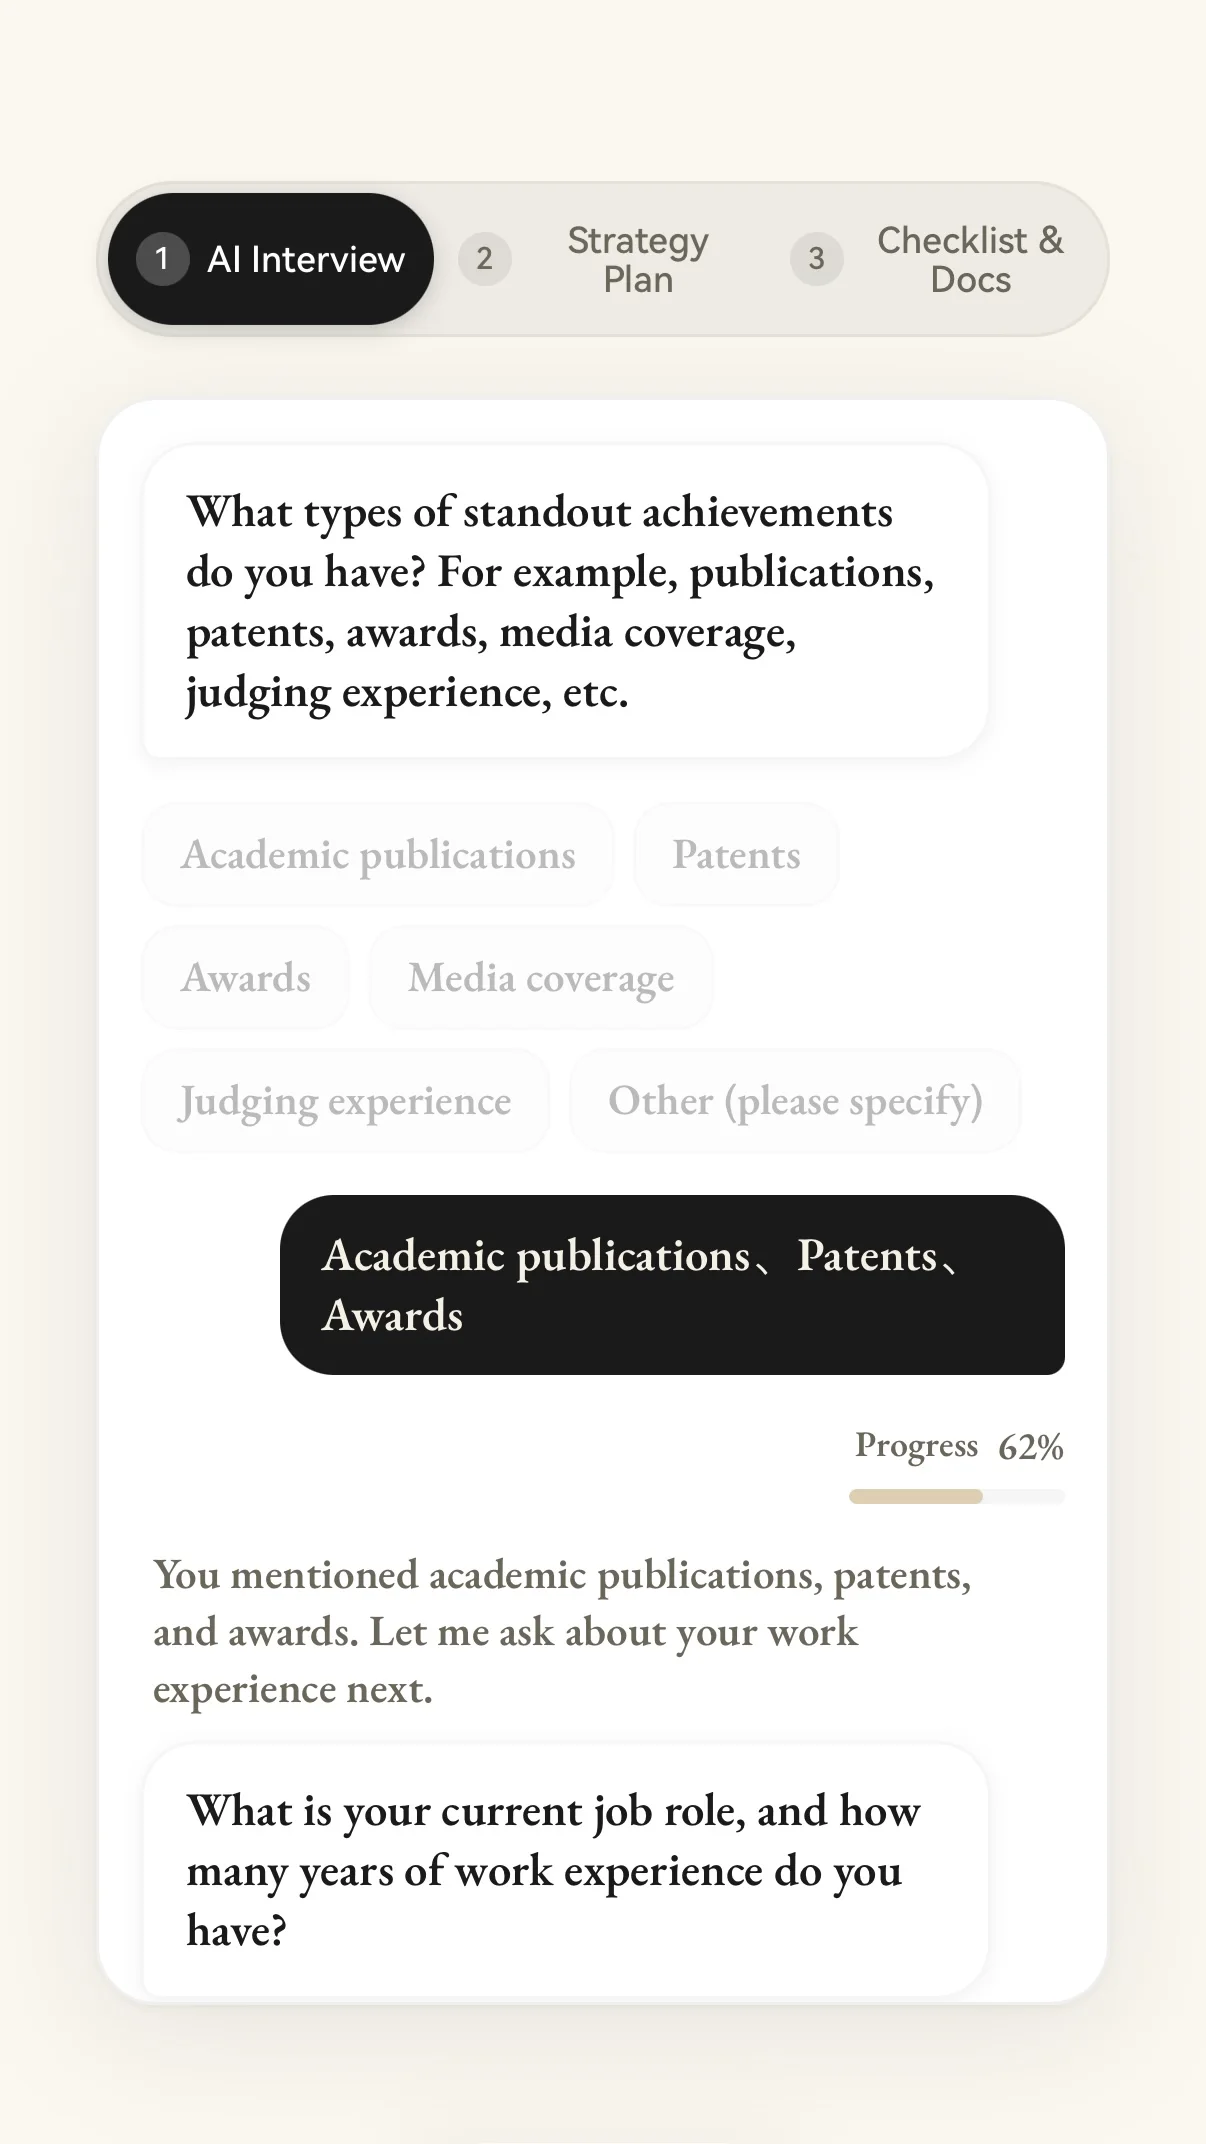 1 AI Interview
2 Strategy
Plan
3 Checklist &
Docs
What types of standout achievements
do you have? For example, publications,
patents, awards, media coverage,
judging experience, etc.
Academic publications Patents
Awards Media coverage
Judging experience Other (please specify)
Academic publications、 Patents、
Awards
Progress 62%
You mentioned academic publications, patents,
and awards. Let me ask about your work
experience next.
What is your current job role, and how
many years of work experience do you
have?